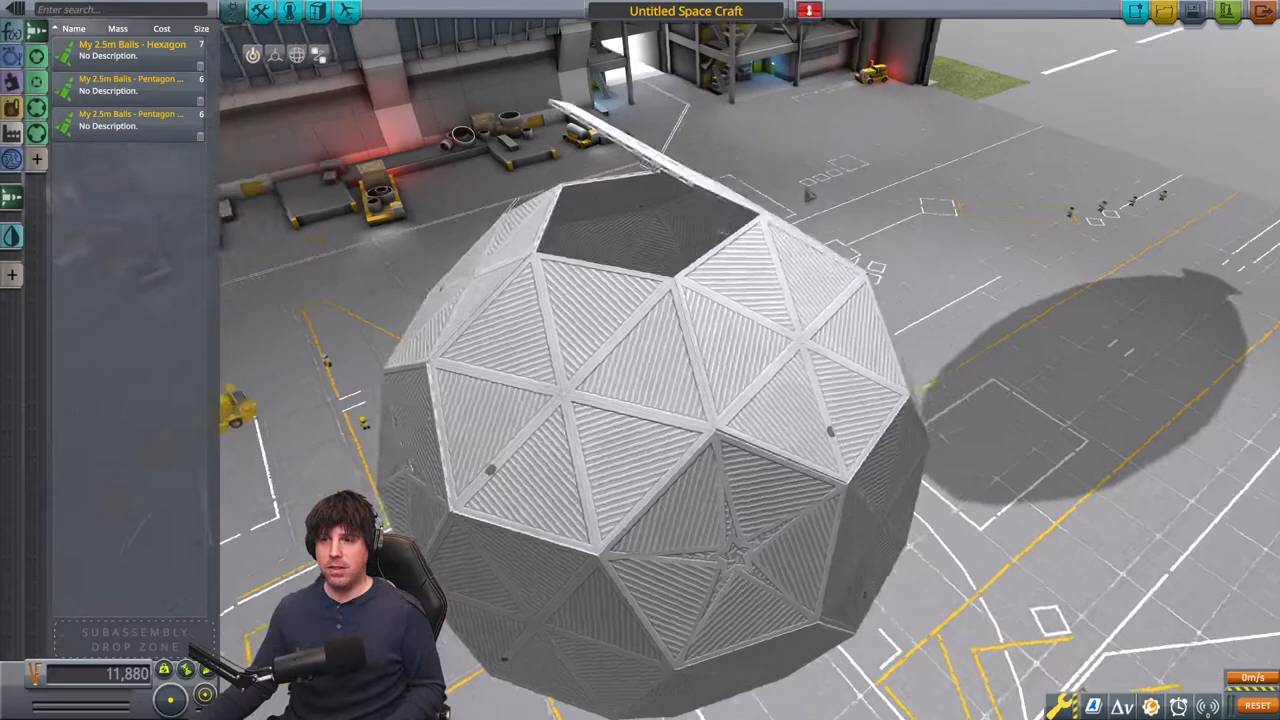 Enter search...
Untitled Space Craft
Name Mass Cost Size
My 2.5m Balls - Hexagon 7
No Description.
My 2.5m Balls - Pentagon ... 6
No Description.
My 2.5m Balls - Pentagon ... 6
No Description.
SUBASSEMBLY
DROP ZONE
11,880
0m/s
Δv
RESET